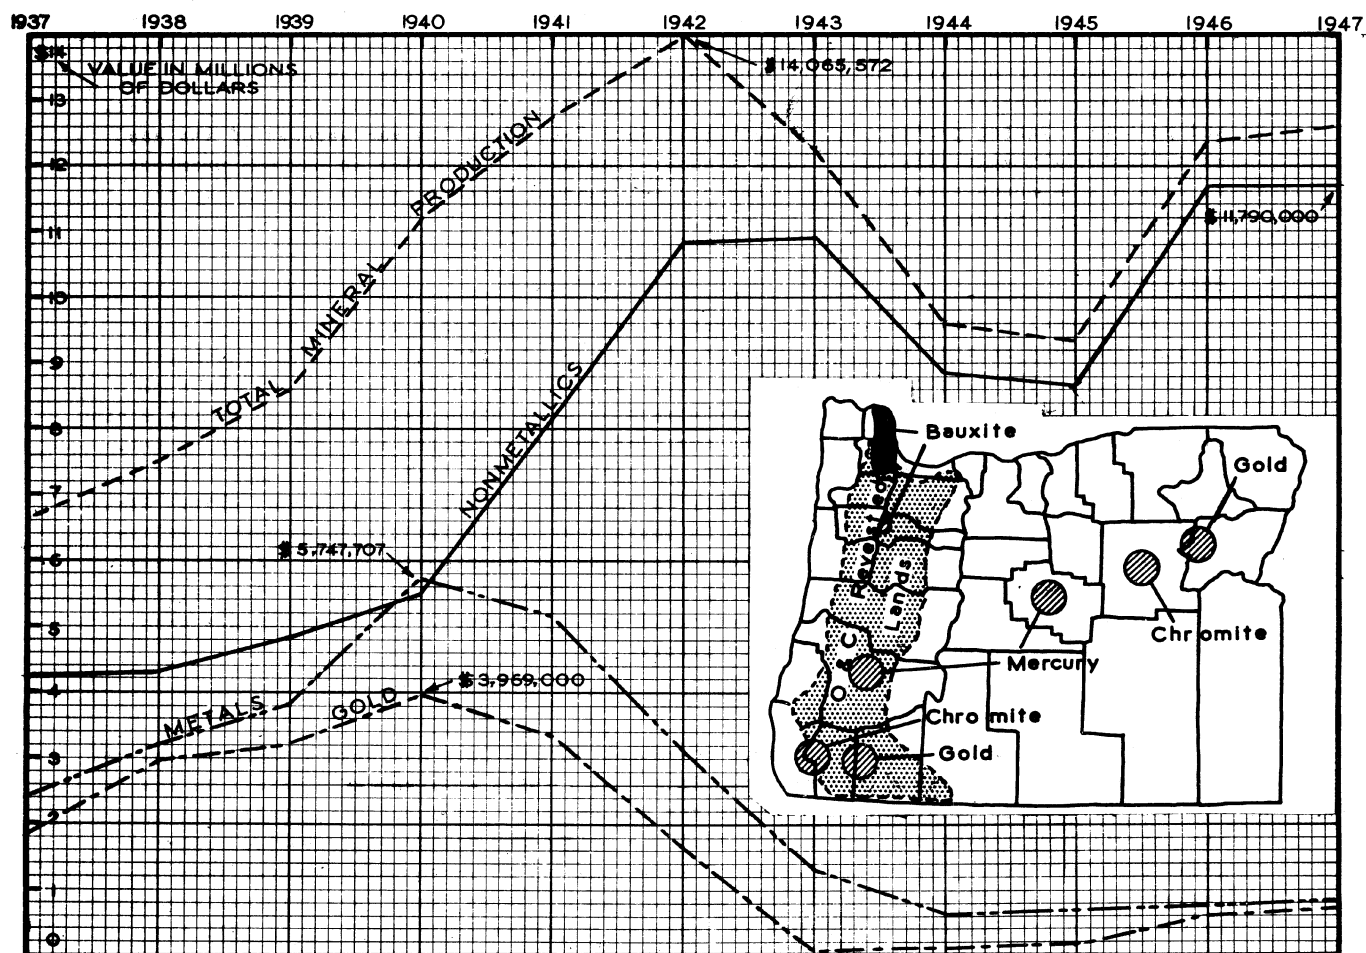 1937 1938 1939 1940 1941 1942 1943 1944 1945 1946 1947
$14
VALUE IN MILLIONS
OF DOLLARS
$14,065,572
13
12
11
10
9
8
7
6
5
4
3
2
1
0
TOTAL MINERAL PRODUCTION
NONMETALLICS
$11,790,000
$5,747,707
METALS
GOLD
$3,969,000
Bauxite
Gold
O & C Revested Lands
Chromite
Mercury
Chromite
Gold